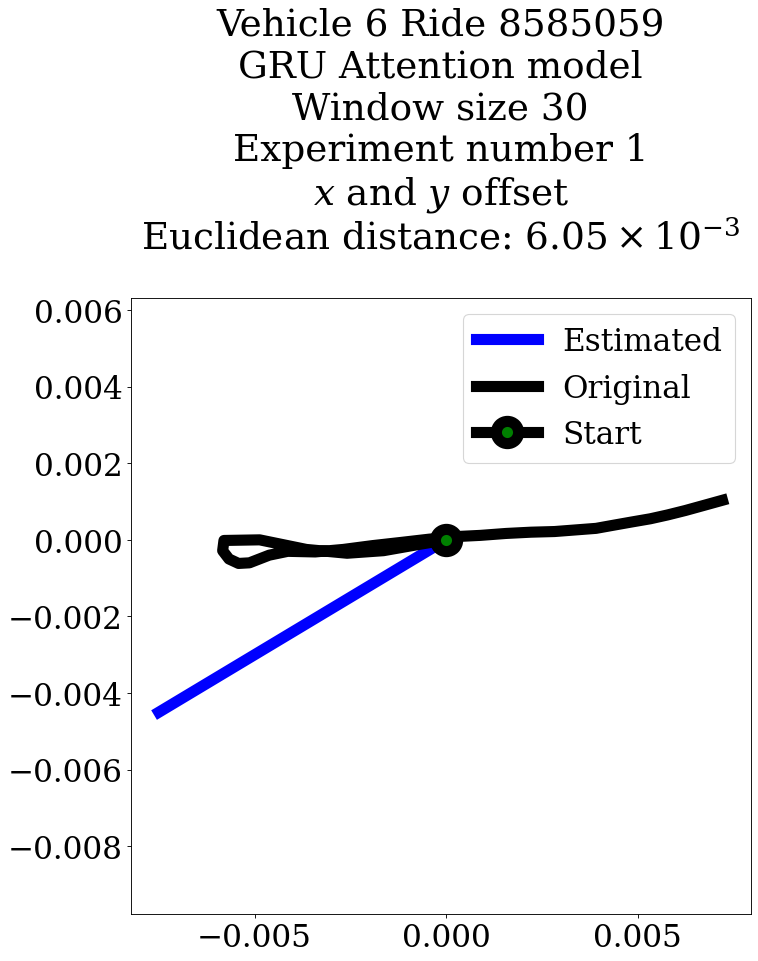 Vehicle 6 Ride 8585059
GRU Attention model
Window size 30
Experiment number 1
x and y offset
Euclidean distance: 6.05 × 10⁻³
0.006
0.004
0.002
0.000
−0.002
−0.004
−0.006
−0.008
Estimated
Original
Start
−0.005 0.000 0.005